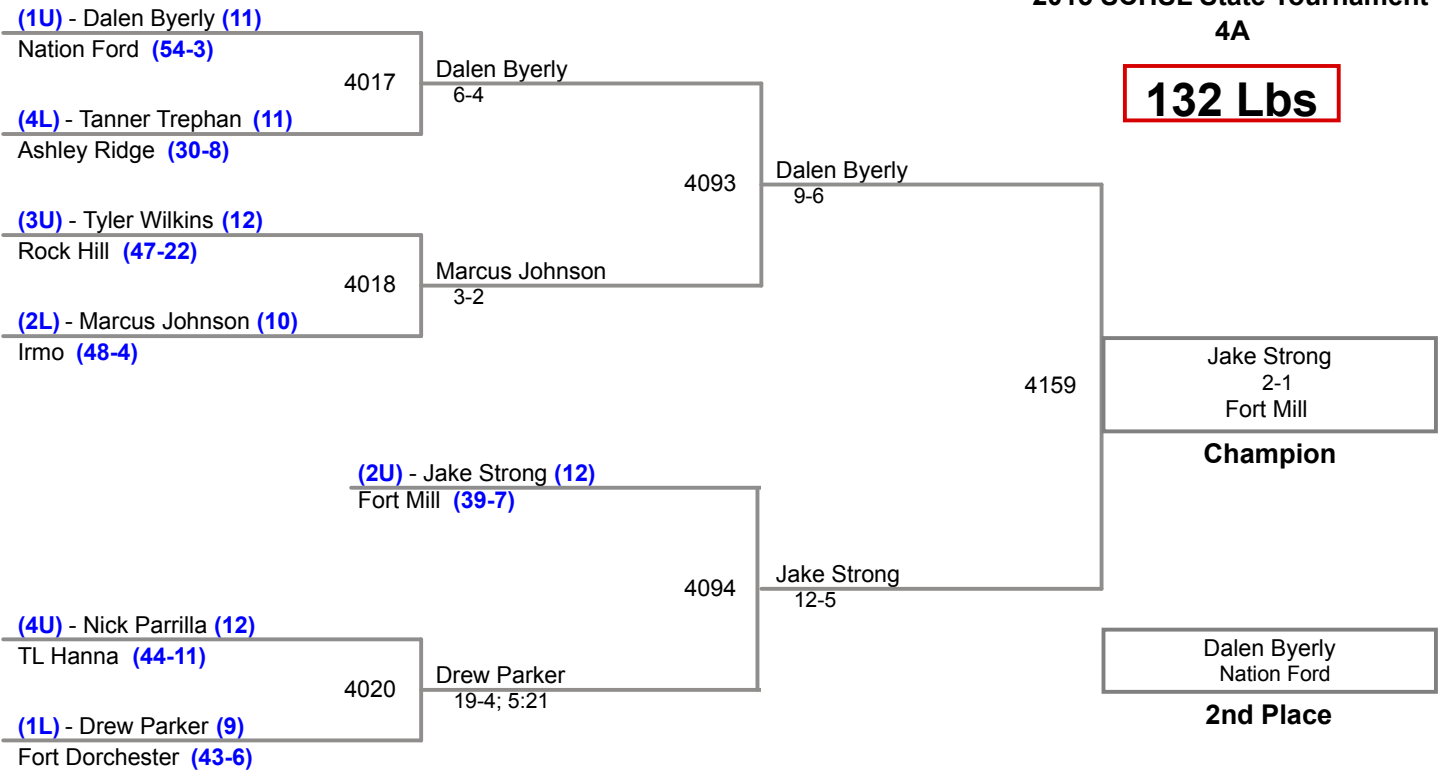 SCHSL State Tournament
4A
132 Lbs
(1U) - Dalen Byerly (11)
Nation Ford (54-3)
4017
Dalen Byerly
6-4
(4L) - Tanner Trephan (11)
Ashley Ridge (30-8)
4093
Dalen Byerly
9-6
(3U) - Tyler Wilkins (12)
Rock Hill (47-22)
4018
Marcus Johnson
3-2
(2L) - Marcus Johnson (10)
Irmo (48-4)
4159
Jake Strong
2-1
Fort Mill
Champion
(2U) - Jake Strong (12)
Fort Mill (39-7)
4094
Jake Strong
12-5
(4U) - Nick Parrilla (12)
TL Hanna (44-11)
4020
Drew Parker
19-4; 5:21
(1L) - Drew Parker (9)
Fort Dorchester (43-6)
Dalen Byerly
Nation Ford
2nd Place